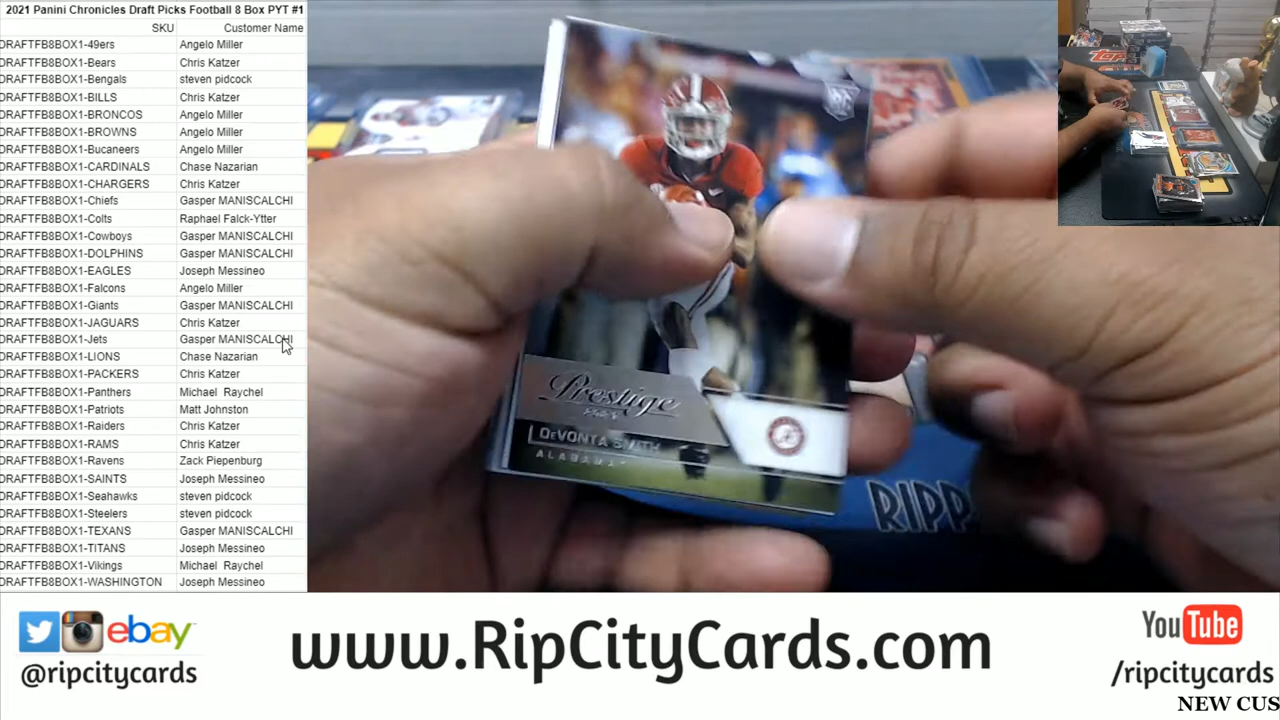 2021 Panini Chronicles Draft Picks Football 8 Box PYT #1
SKU Customer Name
DRAFTFB8BOX1-49ers Angelo Miller
DRAFTFB8BOX1-Bears Chris Katzer
DRAFTFB8BOX1-Bengals steven pidcock
DRAFTFB8BOX1-BILLS Chris Katzer
DRAFTFB8BOX1-BRONCOS Angelo Miller
DRAFTFB8BOX1-BROWNS Angelo Miller
DRAFTFB8BOX1-Bucaneers Angelo Miller
DRAFTFB8BOX1-CARDINALS Chase Nazarian
DRAFTFB8BOX1-CHARGERS Chris Katzer
DRAFTFB8BOX1-Chiefs Gasper MANISCALCHI
DRAFTFB8BOX1-Colts Raphael Falck-Ytter
DRAFTFB8BOX1-Cowboys Gasper MANISCALCHI
DRAFTFB8BOX1-DOLPHINS Gasper MANISCALCHI
DRAFTFB8BOX1-EAGLES Joseph Messineo
DRAFTFB8BOX1-Falcons Angelo Miller
DRAFTFB8BOX1-Giants Gasper MANISCALCHI
DRAFTFB8BOX1-JAGUARS Chris Katzer
DRAFTFB8BOX1-Jets Gasper MANISCALCHI
DRAFTFB8BOX1-LIONS Chase Nazarian
DRAFTFB8BOX1-PACKERS Chris Katzer
DRAFTFB8BOX1-Panthers Michael Raychel
DRAFTFB8BOX1-Patriots Matt Johnston
DRAFTFB8BOX1-Raiders Chris Katzer
DRAFTFB8BOX1-RAMS Chris Katzer
DRAFTFB8BOX1-Ravens Zack Piepenburg
DRAFTFB8BOX1-SAINTS Joseph Messineo
DRAFTFB8BOX1-Seahawks steven pidcock
DRAFTFB8BOX1-Steelers steven pidcock
DRAFTFB8BOX1-TEXANS Gasper MANISCALCHI
DRAFTFB8BOX1-TITANS Joseph Messineo
DRAFTFB8BOX1-Vikings Michael Raychel
DRAFTFB8BOX1-WASHINGTON Joseph Messineo
Prestige
DeVONTA SMITH
ALABAMA
RIPP
Topps
ebay
@ripcitycards
www.RipCityCards.com
YouTube
/ripcitycards
NEW CUS